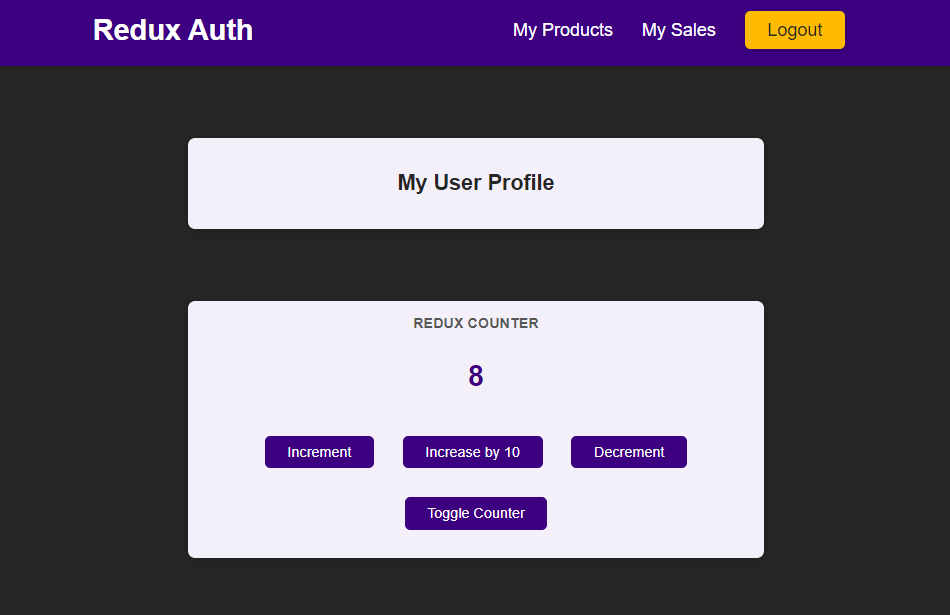 Redux Auth My Products My Sales Logout
My User Profile
REDUX COUNTER
8
Increment Increase by 10 Decrement
Toggle Counter